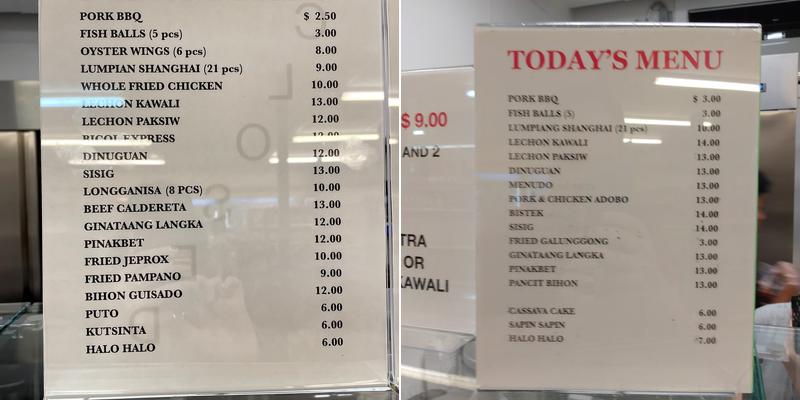 PORK BBQ $ 2.50
FISH BALLS (5 pcs) 3.00
OYSTER WINGS (6 pcs) 8.00
LUMPIAN SHANGHAI (21 pcs) 9.00
WHOLE FRIED CHICKEN 10.00
LECHON KAWALI 13.00
LECHON PAKSIW 12.00
BICOL EXPRESS 12.00
DINUGUAN 12.00
SISIG 13.00
LONGGANISA (8 PCS) 10.00
BEEF CALDERETA 13.00
GINATAANG LANGKA 12.00
PINAKBET 12.00
FRIED JEPROX 10.00
FRIED PAMPANO 9.00
BIHON GUISADO 12.00
PUTO 6.00
KUTSINTA 6.00
HALO HALO 6.00
CLOSED
$ 9.00
AND 2
TRA
OR
KAWALI
TODAY'S MENU
PORK BBQ $ 3.00
FISH BALLS (5) 3.00
LUMPIANG SHANGHAI (21 pcs) 10.00
LECHON KAWALI 14.00
LECHON PAKSIW 13.00
DINUGUAN 13.00
MENUDO 13.00
PORK & CHICKEN ADOBO 13.00
BISTEK 14.00
SISIG 14.00
FRIED GALUNGGONG 3.00
GINATAANG LANGKA 13.00
PINAKBET 13.00
PANCIT BIHON 13.00
CASSAVA CAKE 6.00
SAPIN SAPIN 6.00
HALO HALO 7.00